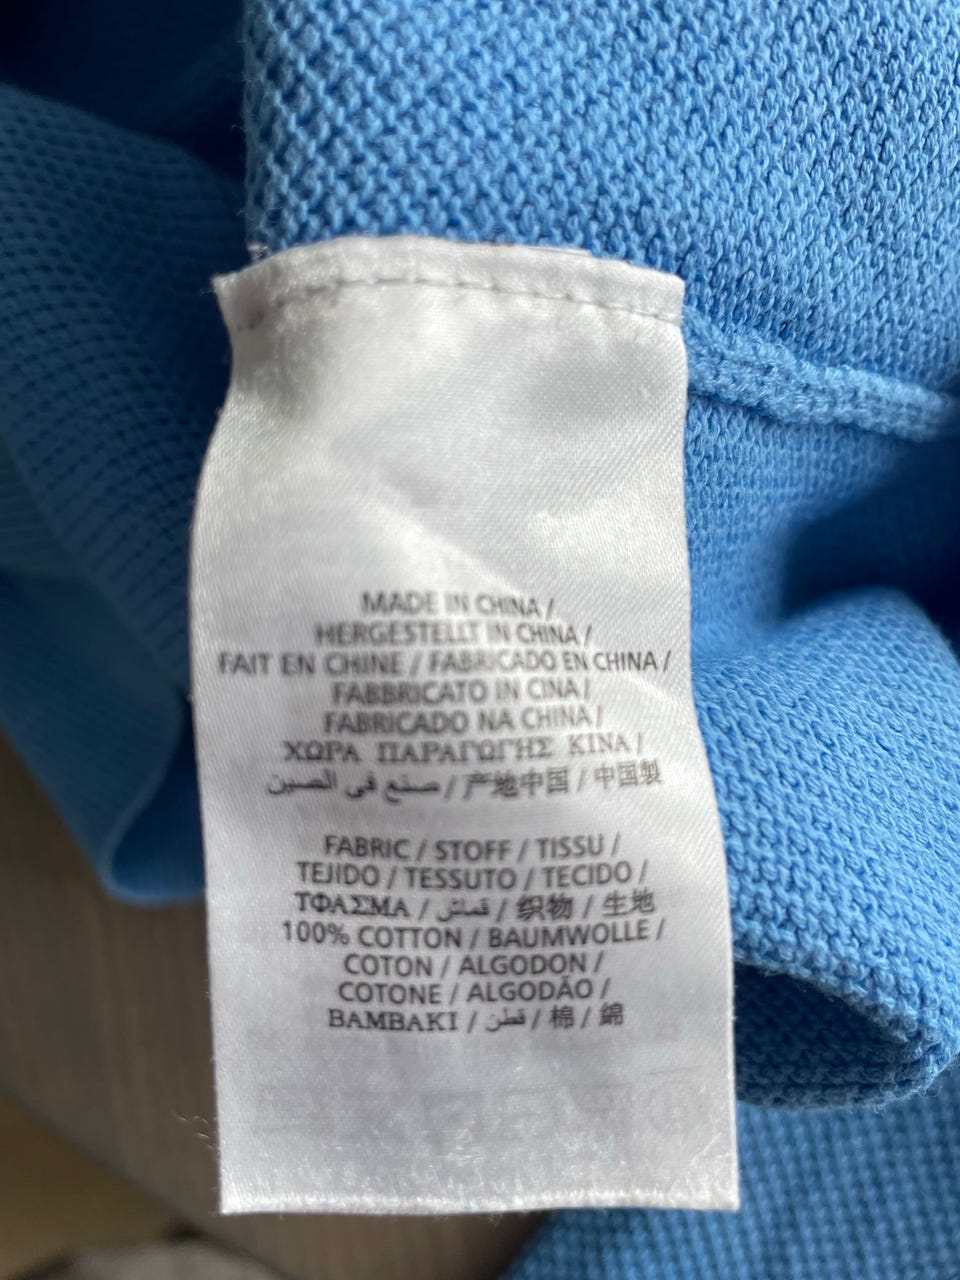 MADE IN CHINA /
HERGESTELLT IN CHINA /
FAIT EN CHINE / FABRICADO EN CHINA /
FABBRICATO IN CINA /
FABRICADO NA CHINA /
ΧΩΡΑ ΠΑΡΑΓΩΓΗΣ ΚΙΝΑ /
صنع في الصين / 产地中国 / 中国製
FABRIC / STOFF / TISSU /
TEJIDO / TESSUTO / TECIDO /
ΤΦΑΣΜΑ / قماش / 织物 / 生地
100% COTTON / BAUMWOLLE /
COTON / ALGODON /
COTONE / ALGODÃO /
BAMBAKI / قطن / 棉 / 綿